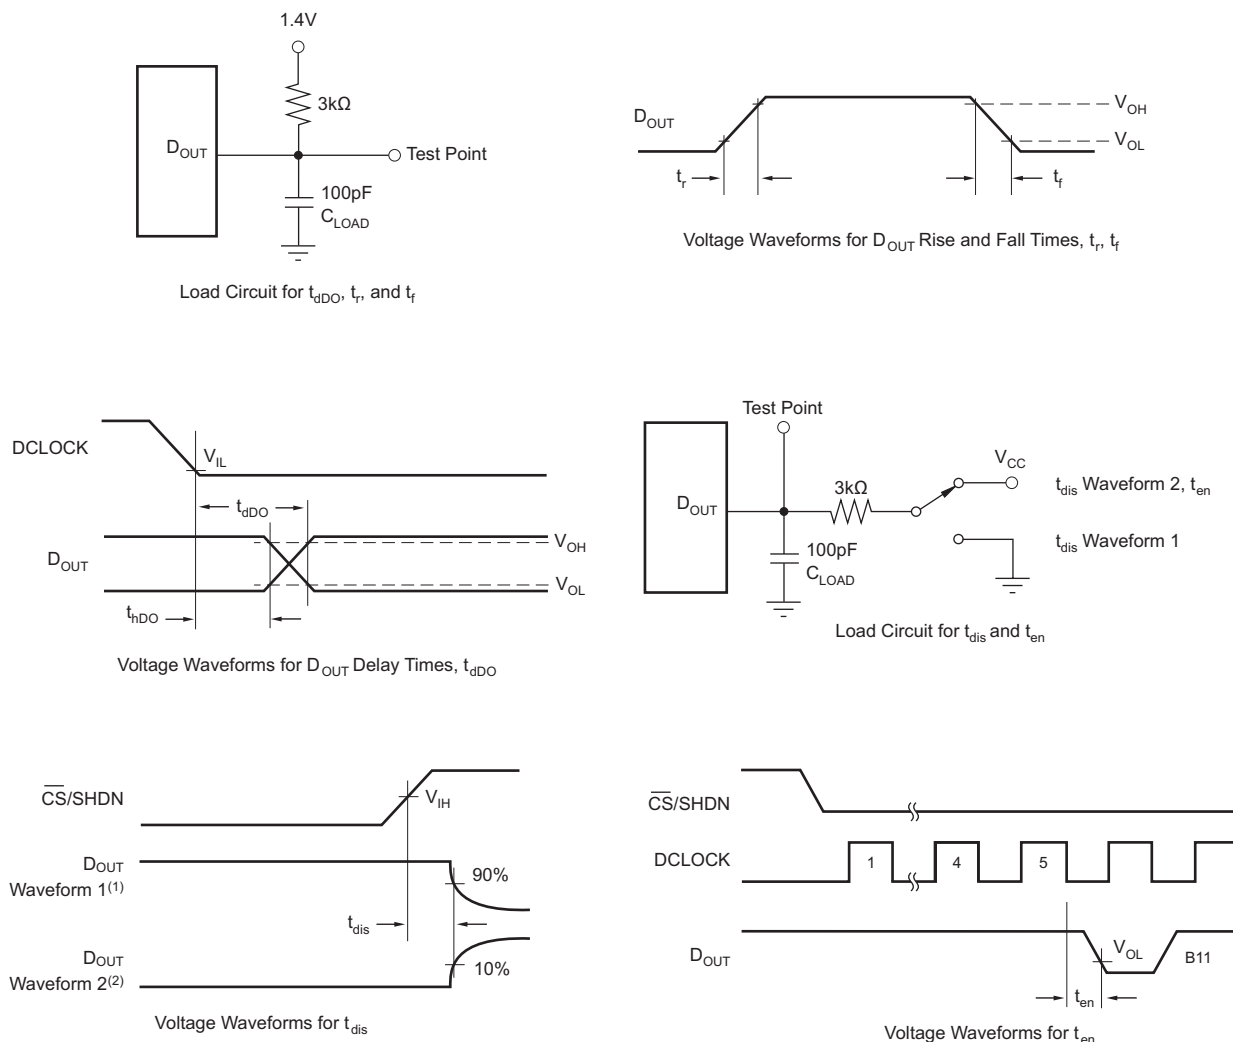 1.4V
3kΩ
DOUT
Test Point
100pF
CLOAD
Load Circuit for tdDO, tr, and tf
DOUT
VOH
VOL
tr
tf
Voltage Waveforms for DOUT Rise and Fall Times, tr, tf
DCLOCK
VIL
tdDO
DOUT
VOH
VOL
thDO
Voltage Waveforms for DOUT Delay Times, tdDO
Test Point
DOUT
3kΩ
VCC
100pF
CLOAD
tdis Waveform 2, ten
tdis Waveform 1
Load Circuit for tdis and ten
CS/SHDN
VIH
DOUT
Waveform 1(1)
90%
tdis
DOUT
Waveform 2(2)
10%
Voltage Waveforms for tdis
CS/SHDN
DCLOCK
1
4
5
DOUT
VOL
B11
ten
Voltage Waveforms for ten